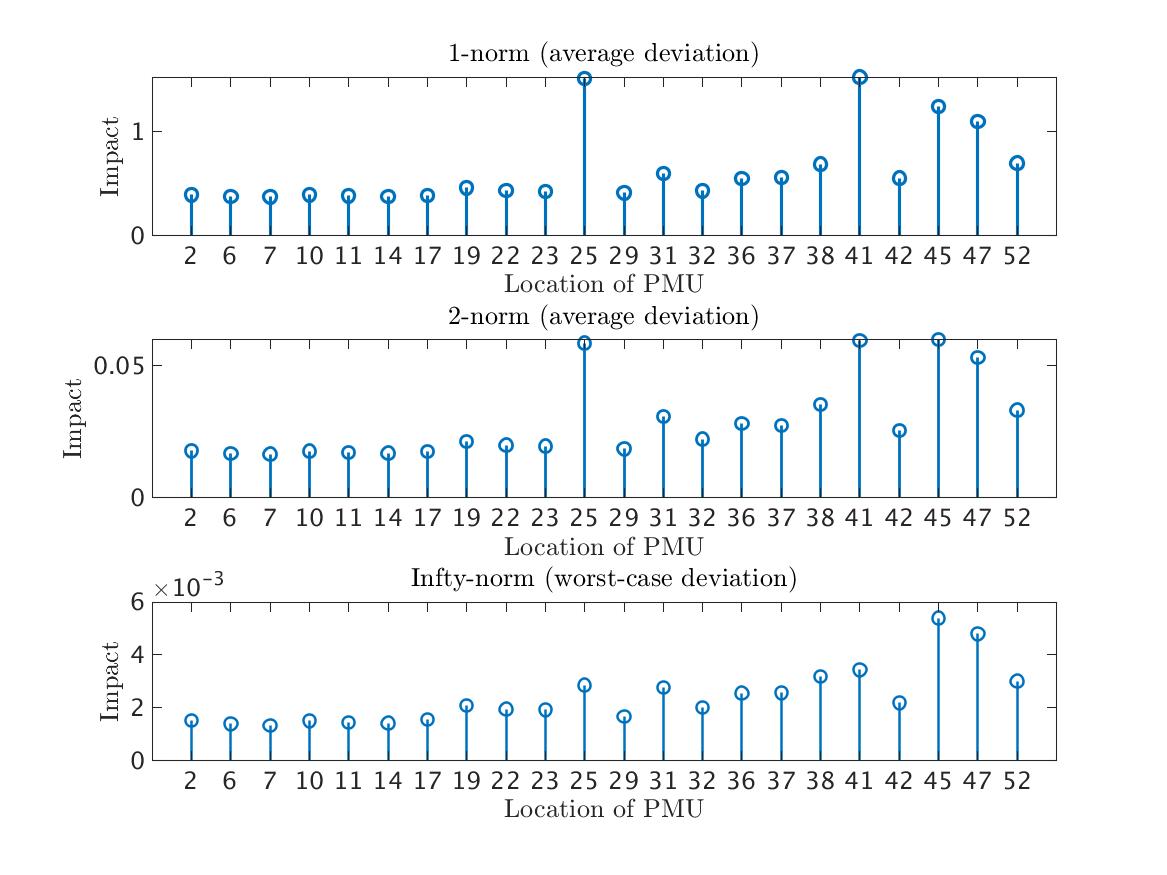 1-norm (average deviation)
Impact
1
0
2 6 7 10 11 14 17 19 22 23 25 29 31 32 36 37 38 41 42 45 47 52
Location of PMU
2-norm (average deviation)
Impact
0.05
0
2 6 7 10 11 14 17 19 22 23 25 29 31 32 36 37 38 41 42 45 47 52
Location of PMU
Infty-norm (worst-case deviation)
×10⁻³
Impact
6
4
2
0
2 6 7 10 11 14 17 19 22 23 25 29 31 32 36 37 38 41 42 45 47 52
Location of PMU